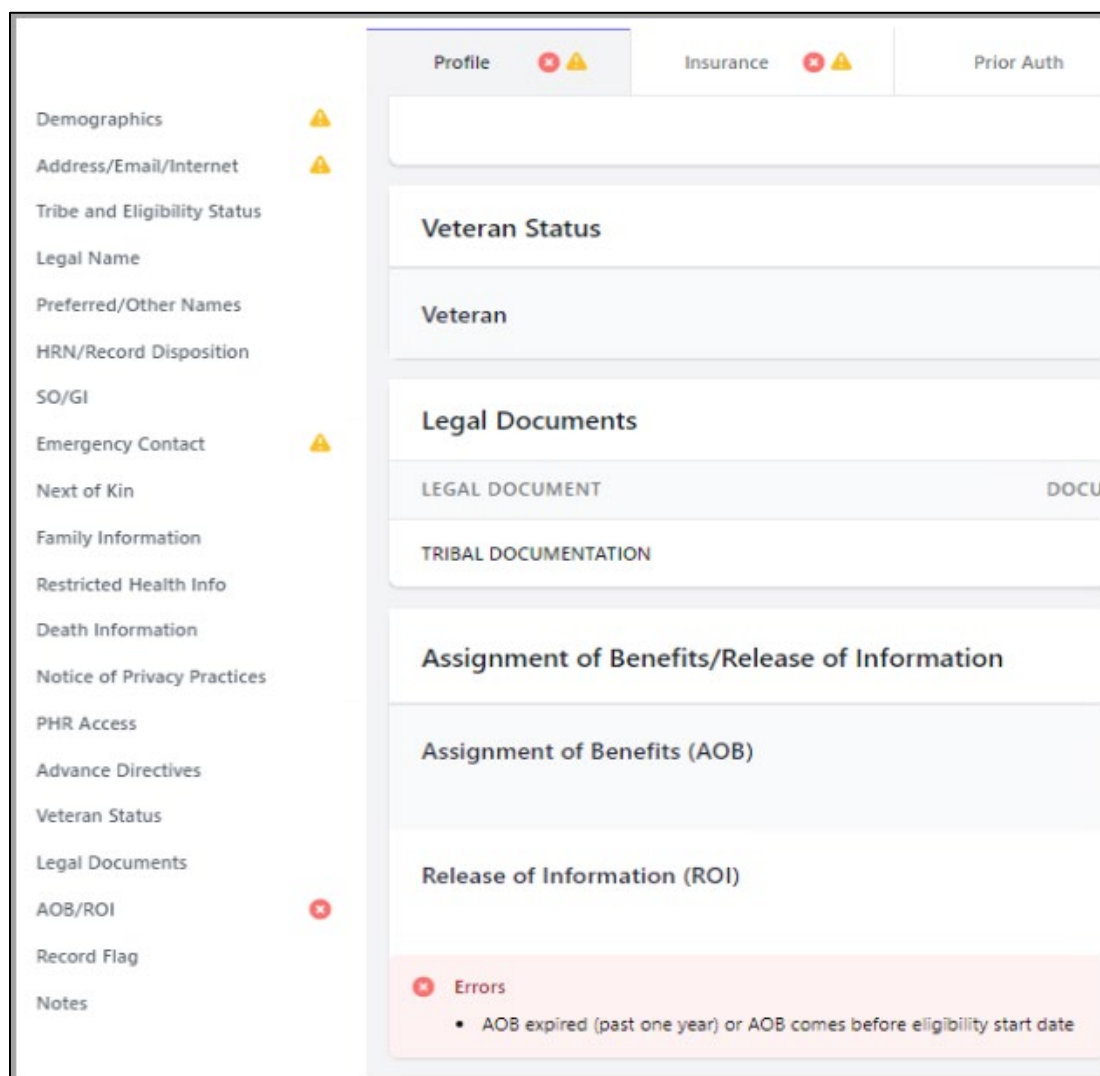 Profile
Insurance
Prior Auth
Demographics
Address/Email/Internet
Tribe and Eligibility Status
Legal Name
Preferred/Other Names
HRN/Record Disposition
SO/GI
Emergency Contact
Next of Kin
Family Information
Restricted Health Info
Death Information
Notice of Privacy Practices
PHR Access
Advance Directives
Veteran Status
Legal Documents
AOB/ROI
Record Flag
Notes
Veteran Status
Veteran
Legal Documents
LEGAL DOCUMENT DOCU
TRIBAL DOCUMENTATION
Assignment of Benefits/Release of Information
Assignment of Benefits (AOB)
Release of Information (ROI)
Errors
• AOB expired (past one year) or AOB comes before eligibility start date